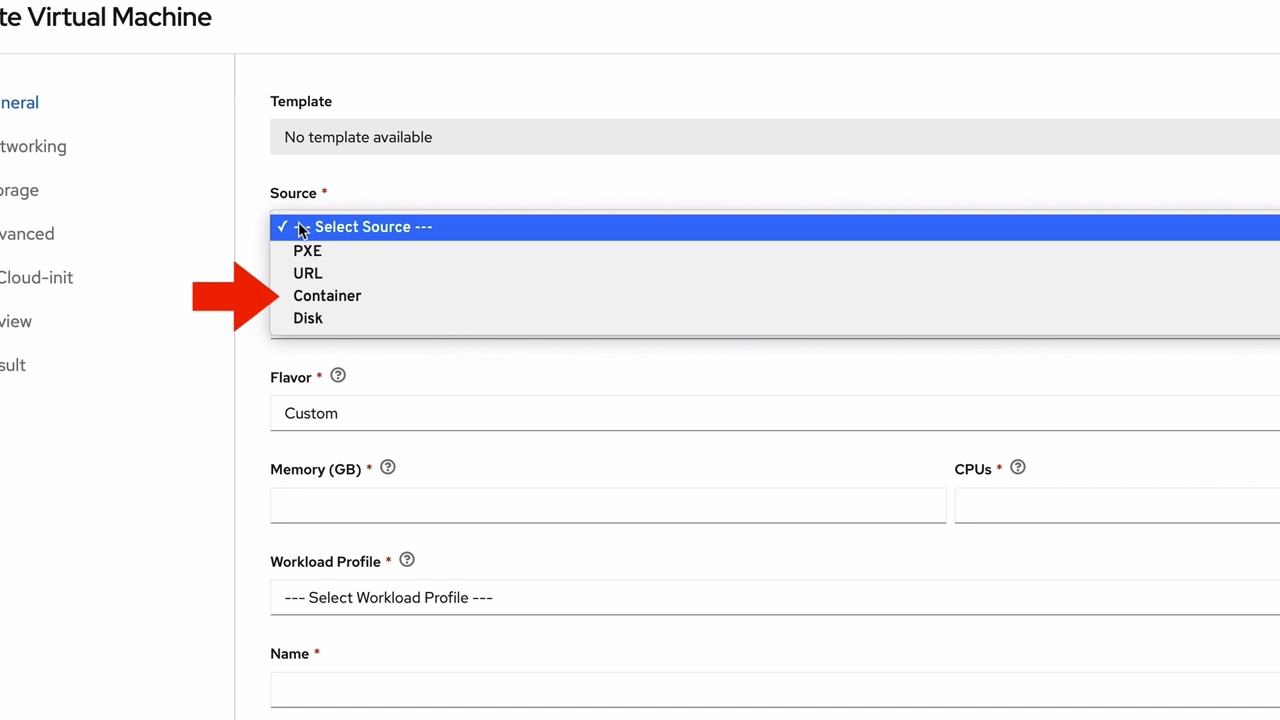 te Virtual Machine
neral
tworking
orage
vanced
Cloud-init
view
sult
Template
No template available
Source *
✓ --- Select Source ---
PXE
URL
Container
Disk
Flavor *
Custom
Memory (GB) *
CPUs *
Workload Profile *
--- Select Workload Profile ---
Name *